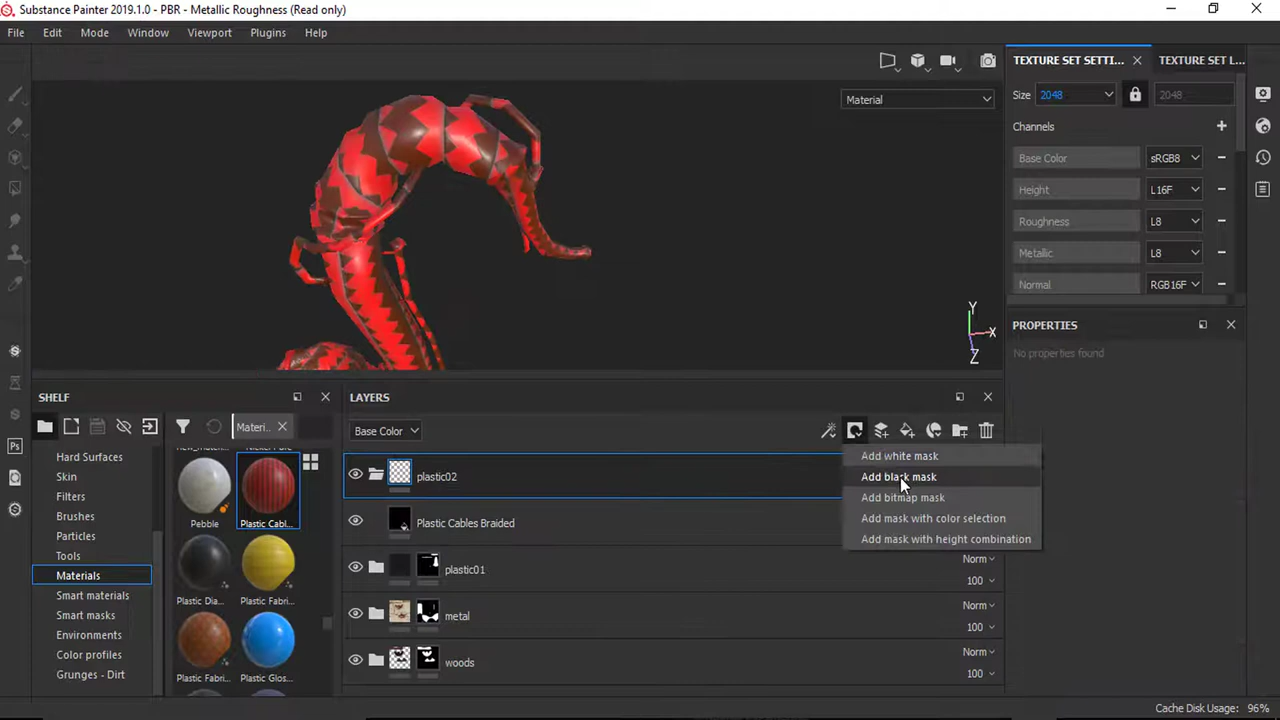 Substance Painter 2019.1.0 - PBR - Metallic Roughness (Read only)
File Edit Mode Window Viewport Plugins Help
Material
TEXTURE SET SETTI... TEXTURE SET L...
Size 2048 2048
Channels
Base Color sRGB8
Height L16F
Roughness L8
Metallic L8
Normal RGB16F
Y
X
Z
PROPERTIES
No properties found
SHELF
Materi...
Hard Surfaces
Skin
Filters
Brushes
Particles
Tools
Materials
Smart materials
Smart masks
Environments
Color profiles
Grunges - Dirt
Pebble
Plastic Cabl...
Plastic Dia...
Plastic Fabri...
Plastic Fabri...
Plastic Glos...
Ps
LAYERS
Base Color
plastic02
Plastic Cables Braided
plastic01
Norm
100
metal
Norm
100
woods
Norm
100
Add white mask
Add black mask
Add bitmap mask
Add mask with color selection
Add mask with height combination
Cache Disk Usage: 96%